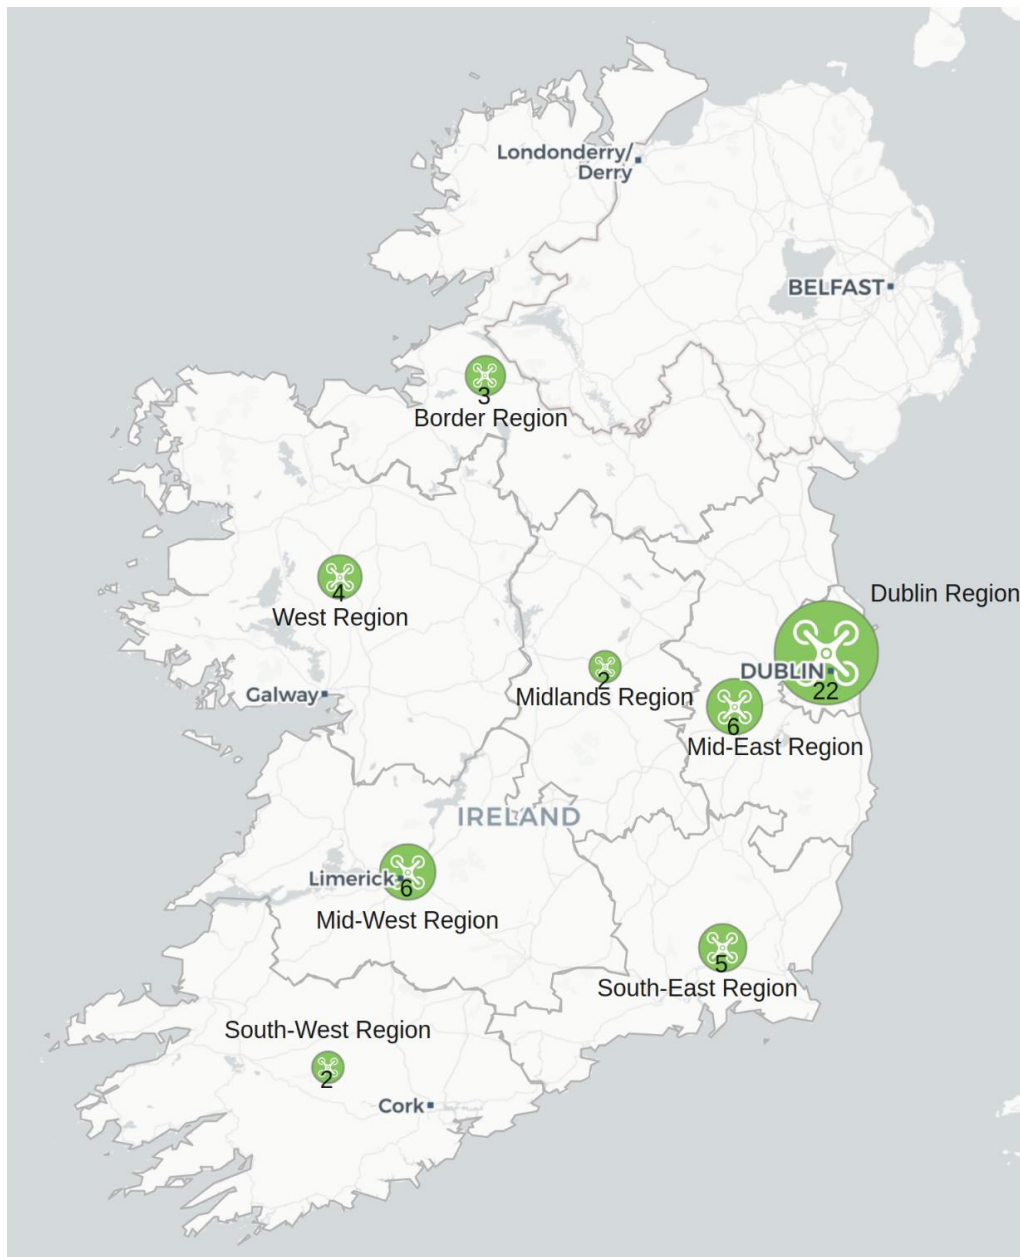 Londonderry/
Derry
BELFAST
3
Border Region
4
West Region
Dublin Region
DUBLIN
22
2
Midlands Region
Galway
6
Mid-East Region
IRELAND
Limerick
6
Mid-West Region
5
South-East Region
South-West Region
2
Cork